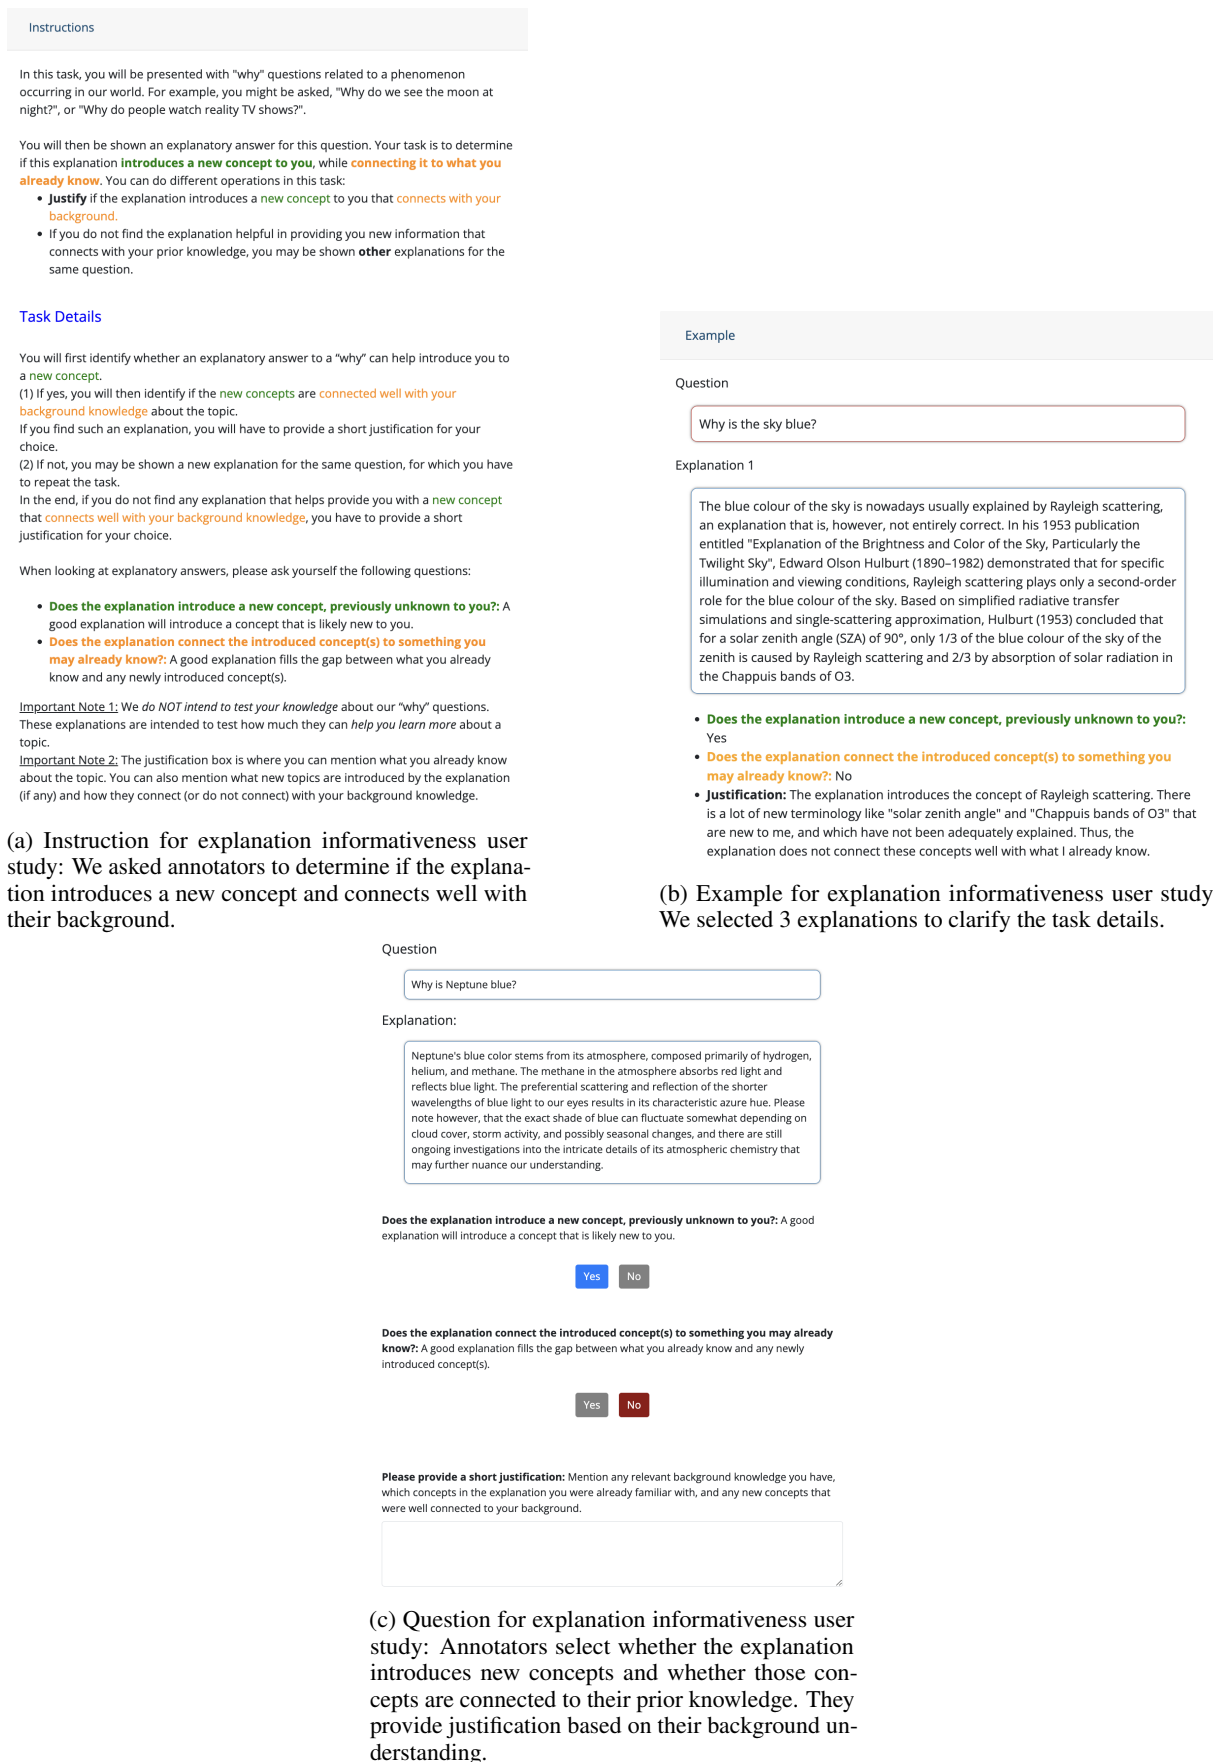 Instructions
In this task, you will be presented with "why" questions related to a phenomenon
occurring in our world. For example, you might be asked, "Why do we see the moon at
night?", or "Why do people watch reality TV shows?".
You will then be shown an explanatory answer for this question. Your task is to determine
if this explanation introduces a new concept to you, while connecting it to what you
already know. You can do different operations in this task:
• Justify if the explanation introduces a new concept to you that connects with your
background.
• If you do not find the explanation helpful in providing you new information that
connects with your prior knowledge, you may be shown other explanations for the
same question.
Task Details
You will first identify whether an explanatory answer to a “why” can help introduce you to
a new concept.
(1) If yes, you will then identify if the new concepts are connected well with your
background knowledge about the topic.
If you find such an explanation, you will have to provide a short justification for your
choice.
(2) If not, you may be shown a new explanation for the same question, for which you have
to repeat the task.
In the end, if you do not find any explanation that helps provide you with a new concept
that connects well with your background knowledge, you have to provide a short
justification for your choice.
When looking at explanatory answers, please ask yourself the following questions:
• Does the explanation introduce a new concept, previously unknown to you?: A
good explanation will introduce a concept that is likely new to you.
• Does the explanation connect the introduced concept(s) to something you
may already know?: A good explanation fills the gap between what you already
know and any newly introduced concept(s).
Important Note 1: We do NOT intend to test your knowledge about our “why” questions.
These explanations are intended to test how much they can help you learn more about a
topic.
Important Note 2: The justification box is where you can mention what you already know
about the topic. You can also mention what new topics are introduced by the explanation
(if any) and how they connect (or do not connect) with your background knowledge.
(a) Instruction for explanation informativeness user
study: We asked annotators to determine if the explana-
tion introduces a new concept and connects well with
their background.
Example
Question
Why is the sky blue?
Explanation 1
The blue colour of the sky is nowadays usually explained by Rayleigh scattering,
an explanation that is, however, not entirely correct. In his 1953 publication
entitled "Explanation of the Brightness and Color of the Sky, Particularly the
Twilight Sky", Edward Olson Hulburt (1890–1982) demonstrated that for specific
illumination and viewing conditions, Rayleigh scattering plays only a second-order
role for the blue colour of the sky. Based on simplified radiative transfer
simulations and single-scattering approximation, Hulburt (1953) concluded that
for a solar zenith angle (SZA) of 90°, only 1/3 of the blue colour of the sky of the
zenith is caused by Rayleigh scattering and 2/3 by absorption of solar radiation in
the Chappuis bands of O3.
• Does the explanation introduce a new concept, previously unknown to you?:
Yes
• Does the explanation connect the introduced concept(s) to something you
may already know?: No
• Justification: The explanation introduces the concept of Rayleigh scattering. There
is a lot of new terminology like "solar zenith angle" and "Chappuis bands of O3" that
are new to me, and which have not been adequately explained. Thus, the
explanation does not connect these concepts well with what I already know.
(b) Example for explanation informativeness user study
We selected 3 explanations to clarify the task details.
Question
Why is Neptune blue?
Explanation:
Neptune's blue color stems from its atmosphere, composed primarily of hydrogen,
helium, and methane. The methane in the atmosphere absorbs red light and
reflects blue light. The preferential scattering and reflection of the shorter
wavelengths of blue light to our eyes results in its characteristic azure hue. Please
note however, that the exact shade of blue can fluctuate somewhat depending on
cloud cover, storm activity, and possibly seasonal changes, and there are still
ongoing investigations into the intricate details of its atmospheric chemistry that
may further nuance our understanding.
Does the explanation introduce a new concept, previously unknown to you?: A good
explanation will introduce a concept that is likely new to you.
Yes No
Does the explanation connect the introduced concept(s) to something you may already
know?: A good explanation fills the gap between what you already know and any newly
introduced concept(s).
Yes No
Please provide a short justification: Mention any relevant background knowledge you have,
which concepts in the explanation you were already familiar with, and any new concepts that
were well connected to your background.
(c) Question for explanation informativeness user
study: Annotators select whether the explanation
introduces new concepts and whether those con-
cepts are connected to their prior knowledge. They
provide justification based on their background un-
derstanding.